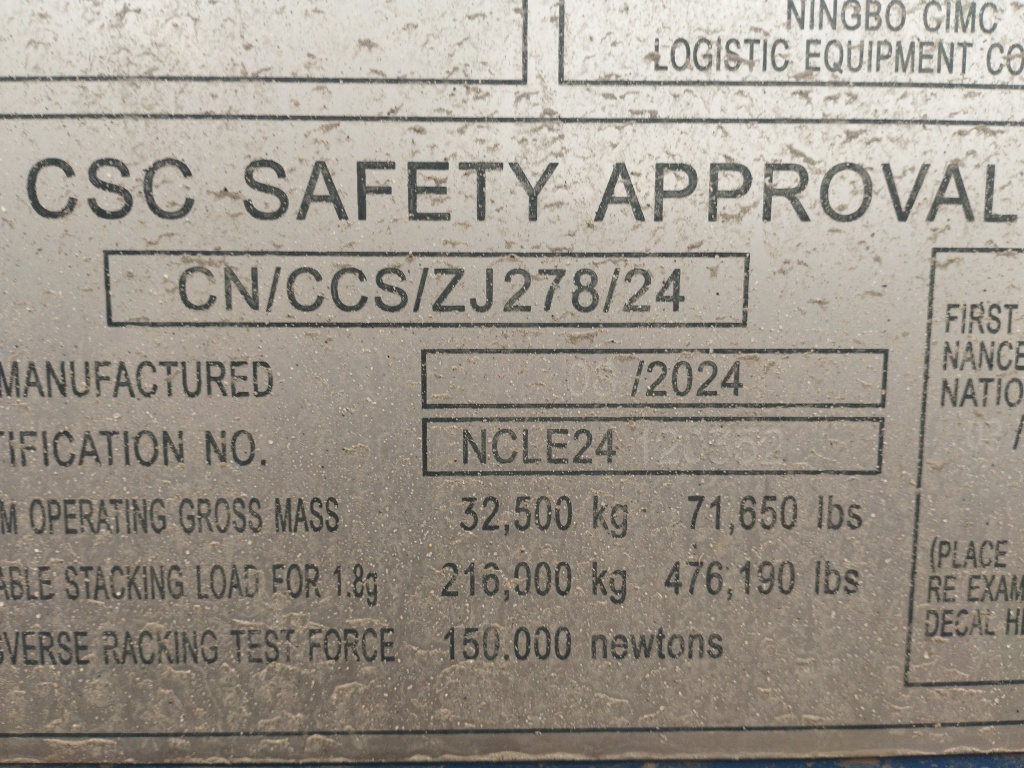 NINGBO CIMC
LOGISTIC EQUIPMENT CO
CSC SAFETY APPROVAL
CN/CCS/ZJ278/24
MANUFACTURED /2024
TIFICATION NO. NCLE24
M OPERATING GROSS MASS 32,500 kg 71,650 lbs
ABLE STACKING LOAD FOR 1.8g 216,000 kg 476,190 lbs
VERSE RACKING TEST FORCE 150.000 newtons
FIRST
NANCE
NATIO
/
(PLACE
RE EXAM
DECAL HE